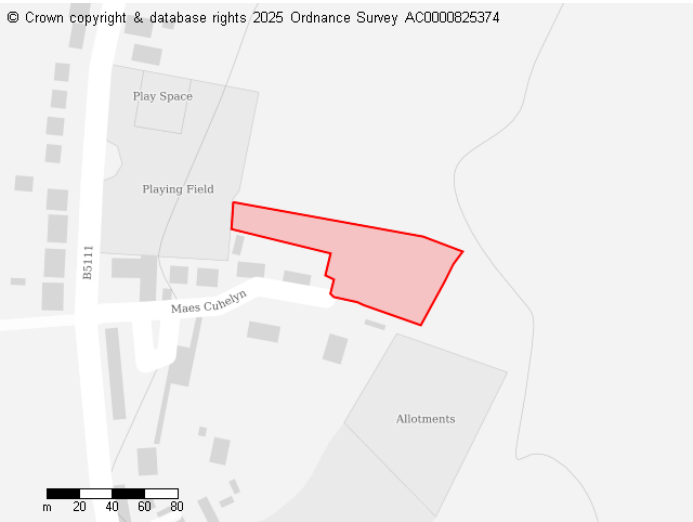 © Crown copyright & database rights 2025 Ordnance Survey AC0000825374
Play Space
Playing Field
B5111
Maes Cuhelyn
Allotments
m 20 40 60 80